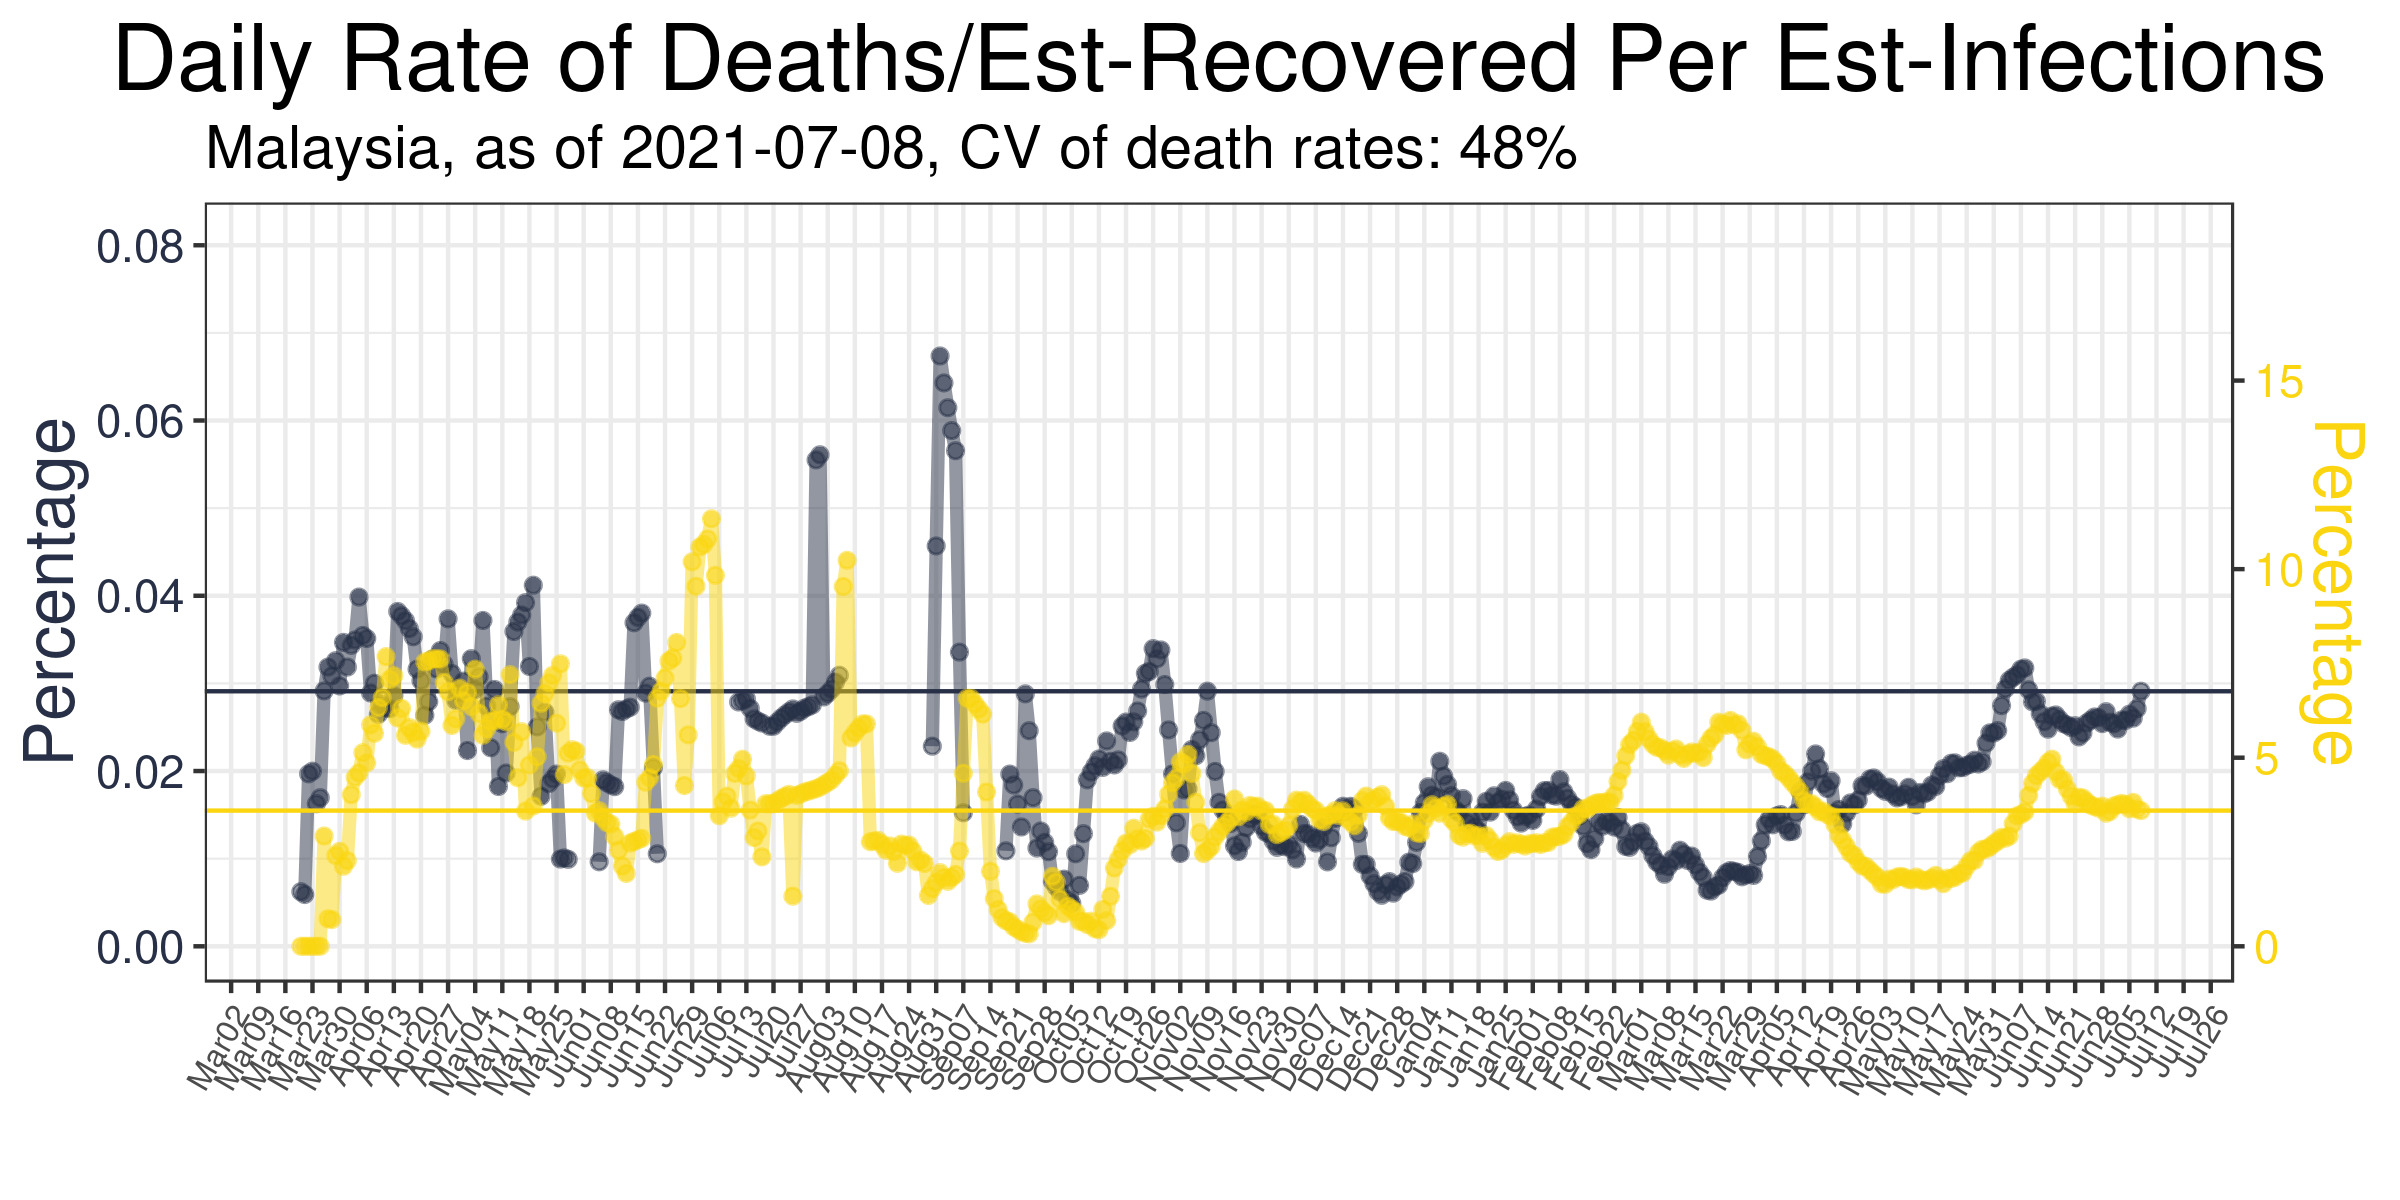 Daily Rate of Deaths/Est-Recovered Per Est-Infections
Malaysia, as of 2021-07-08, CV of death rates: 48%
Percentage
0.08
0.06
0.04
0.02
0.00
15
10
5
0
Percentage
Mar02
Mar09
Mar16
Mar23
Mar30
Apr06
Apr13
Apr20
Apr27
May04
May11
May18
May25
Jun01
Jun08
Jun15
Jun22
Jun29
Jul06
Jul13
Jul20
Jul27
Aug03
Aug10
Aug17
Aug24
Aug31
Sep07
Sep14
Sep21
Sep28
Oct05
Oct12
Oct19
Oct26
Nov02
Nov09
Nov16
Nov23
Nov30
Dec07
Dec14
Dec21
Dec28
Jan04
Jan11
Jan18
Jan25
Feb01
Feb08
Feb15
Feb22
Mar01
Mar08
Mar15
Mar22
Mar29
Apr05
Apr12
Apr19
Apr26
May03
May10
May17
May24
May31
Jun07
Jun14
Jun21
Jun28
Jul05
Jul12
Jul19
Jul26